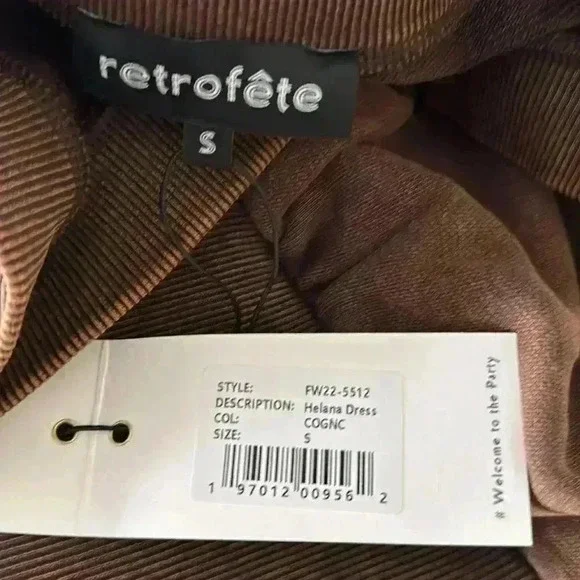 retrofête
S
STYLE: FW22-5512
DESCRIPTION: Helana Dress
COL: COGNC
SIZE: S
1 97012 00956 2
# Welcome to the Party